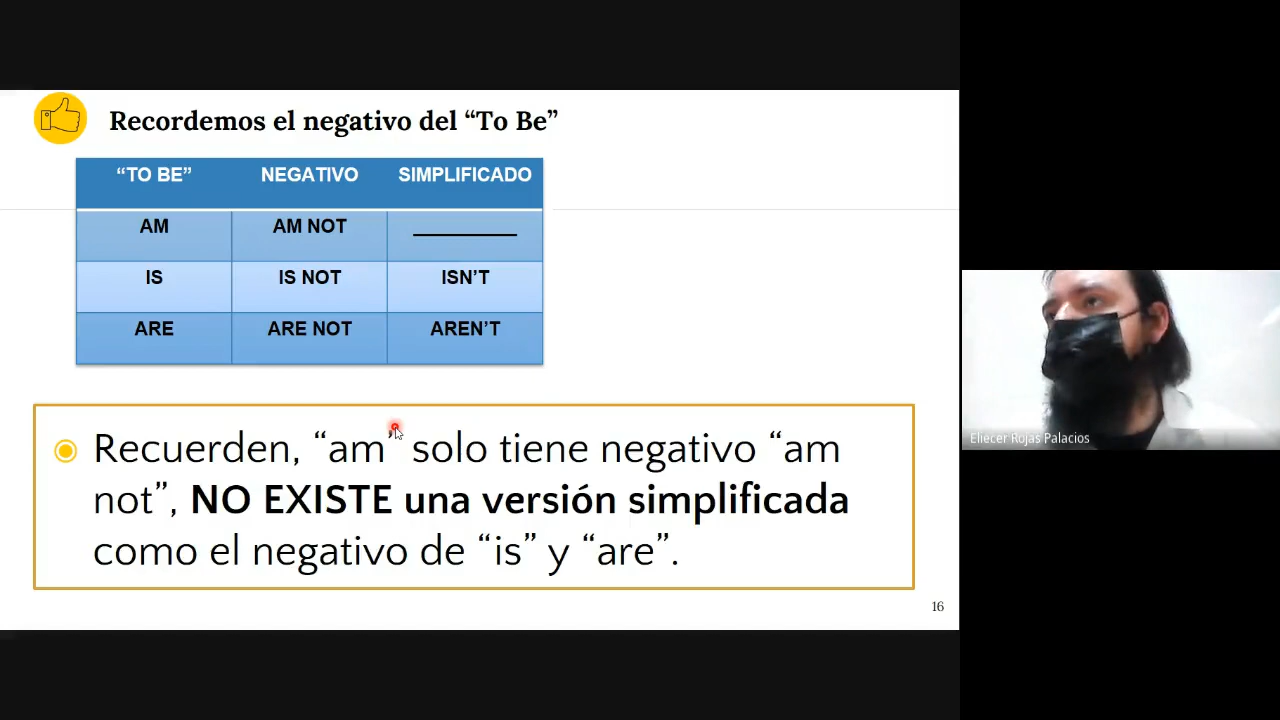 Recordemos el negativo del “To Be”
“TO BE” NEGATIVO SIMPLIFICADO
AM AM NOT __________
IS IS NOT ISN’T
ARE ARE NOT AREN’T
Recuerden, “am” solo tiene negativo “am
not”, NO EXISTE una versión simplificada
como el negativo de “is” y “are”.
16
Eliecer Rojas Palacios